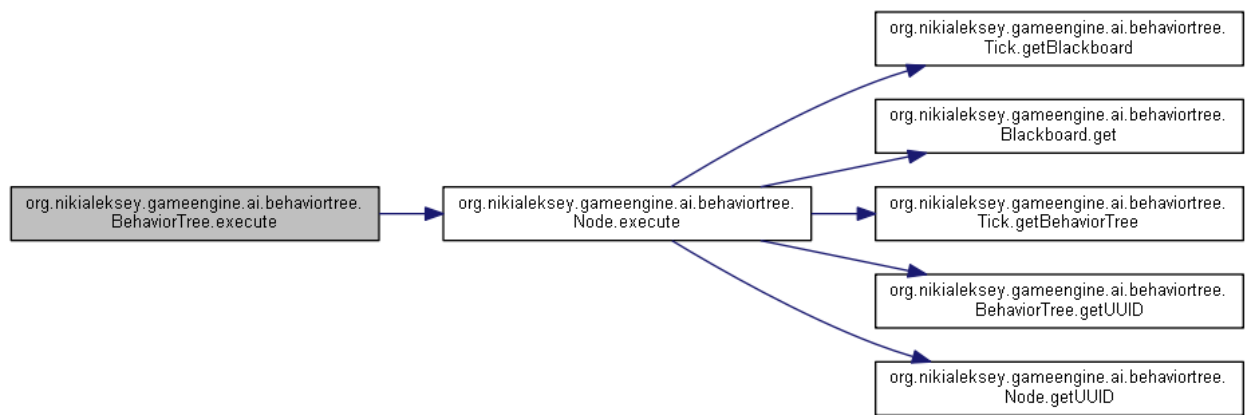 org.nikialeksey.gameengine.ai.behaviortree.
BehaviorTree.execute
org.nikialeksey.gameengine.ai.behaviortree.
Node.execute
org.nikialeksey.gameengine.ai.behaviortree.
Tick.getBlackboard
org.nikialeksey.gameengine.ai.behaviortree.
Blackboard.get
org.nikialeksey.gameengine.ai.behaviortree.
Tick.getBehaviorTree
org.nikialeksey.gameengine.ai.behaviortree.
BehaviorTree.getUUID
org.nikialeksey.gameengine.ai.behaviortree.
Node.getUUID